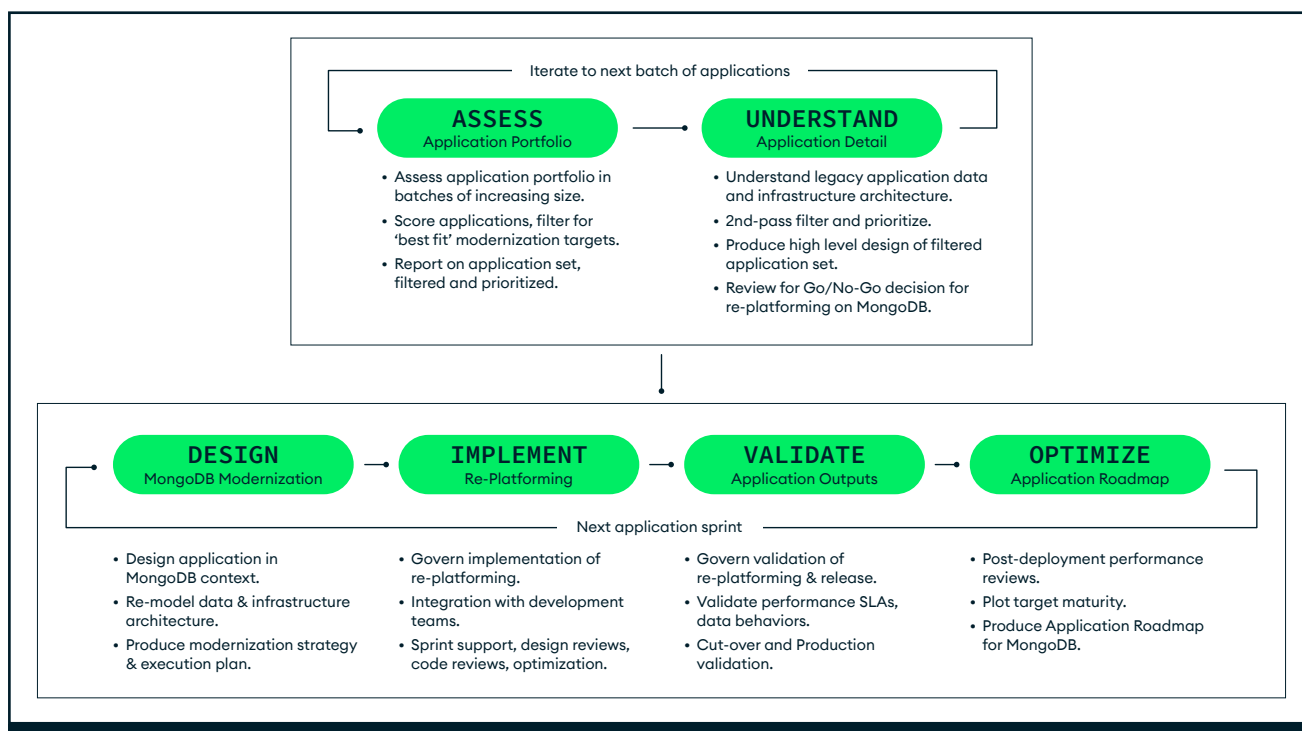 Iterate to next batch of applications
ASSESS
Application Portfolio
• Assess application portfolio in
batches of increasing size.
• Score applications, filter for
‘best fit’ modernization targets.
• Report on application set,
filtered and prioritized.
UNDERSTAND
Application Detail
• Understand legacy application data
and infrastructure architecture.
• 2nd-pass filter and prioritize.
• Produce high level design of filtered
application set.
• Review for Go/No-Go decision for
re-platforming on MongoDB.
DESIGN
MongoDB Modernization
IMPLEMENT
Re-Platforming
VALIDATE
Application Outputs
OPTIMIZE
Application Roadmap
Next application sprint
• Design application in
MongoDB context.
• Re-model data & infrastructure
architecture.
• Produce modernization strategy
& execution plan.
• Govern implementation of
re-platforming.
• Integration with development
teams.
• Sprint support, design reviews,
code reviews, optimization.
• Govern validation of
re-platforming & release.
• Validate performance SLAs,
data behaviors.
• Cut-over and Production
validation.
• Post-deployment performance
reviews.
• Plot target maturity.
• Produce Application Roadmap
for MongoDB.